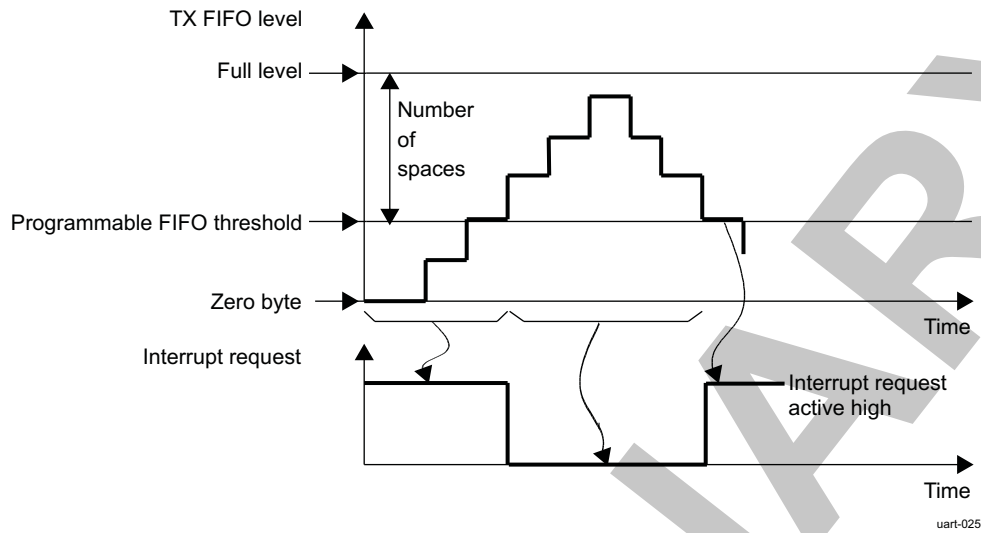 TX FIFO level
Full level
Number
of
spaces
Programmable FIFO threshold
Zero byte
Time
Interrupt request
Interrupt request
active high
Time
uart-025